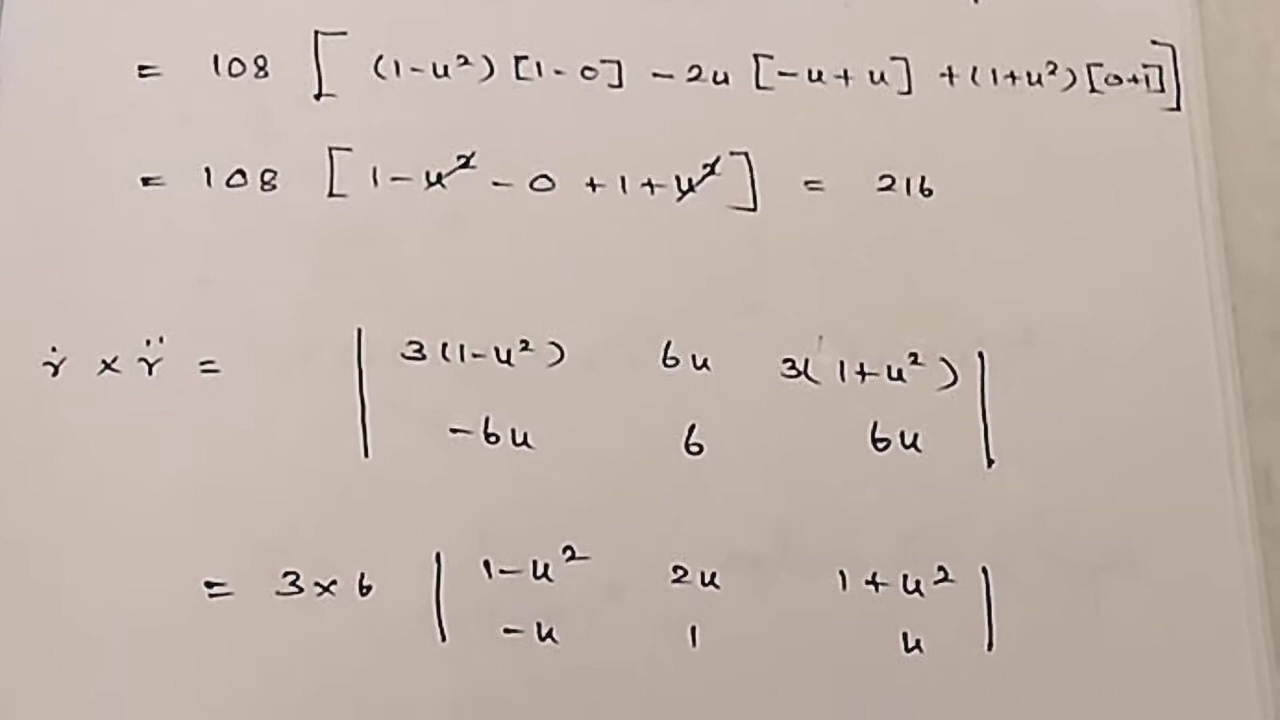 = 108 [ (1-u²) [1-0] - 2u [-u+u] + (1+u²) [0+1] ]
= 108 [ 1-u² - 0 + 1 + u² ] = 216
ṙ × r̈ = | 3(1-u²) 6u 3(1+u²) |
| -6u 6 6u |
= 3×6 | 1-u² 2u 1+u² |
| -u 1 u |